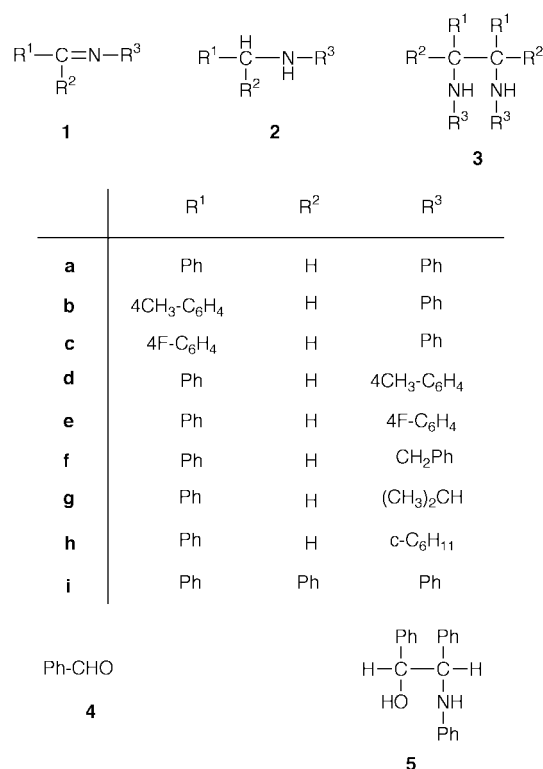 R¹–C=N–R³
R²
1
H
R¹–C–N–R³
R² H
2
R¹ R¹
R²–C–C–R²
NH NH
R³ R³
3
R¹ R² R³
a Ph H Ph
b 4CH₃-C₆H₄ H Ph
c 4F-C₆H₄ H Ph
d Ph H 4CH₃-C₆H₄
e Ph H 4F-C₆H₄
f Ph H CH₂Ph
g Ph H (CH₃)₂CH
h Ph H c-C₆H₁₁
i Ph Ph Ph
Ph-CHO
4
Ph Ph
H–C–C–H
HO NH
Ph
5